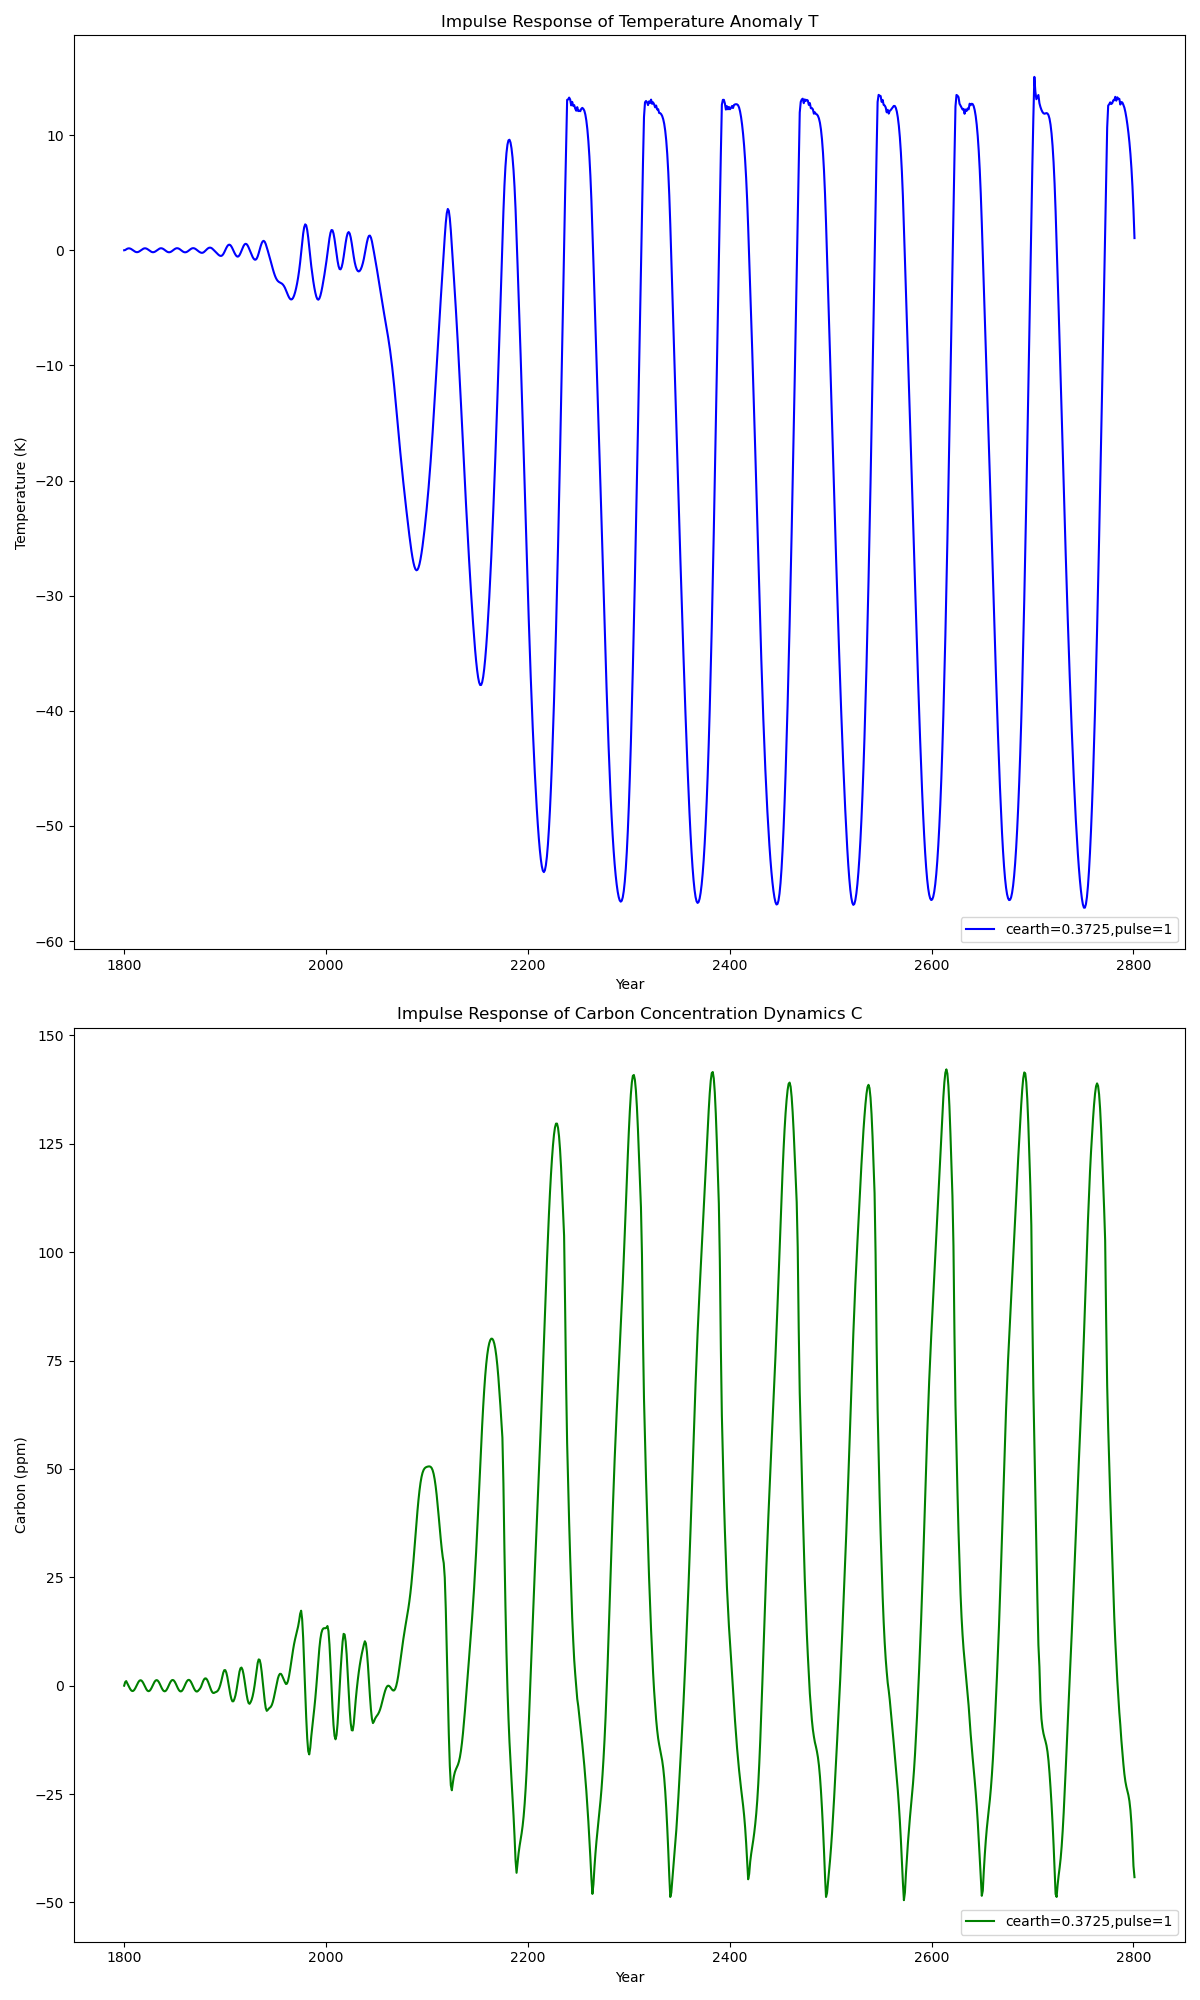 Impulse Response of Temperature Anomaly T
10
0
−10
−20
−30
−40
−50
−60
Temperature (K)
1800 2000 2200 2400 2600 2800
Year
cearth=0.3725,pulse=1
Impulse Response of Carbon Concentration Dynamics C
150
125
100
75
50
25
0
−25
−50
Carbon (ppm)
1800 2000 2200 2400 2600 2800
Year
cearth=0.3725,pulse=1